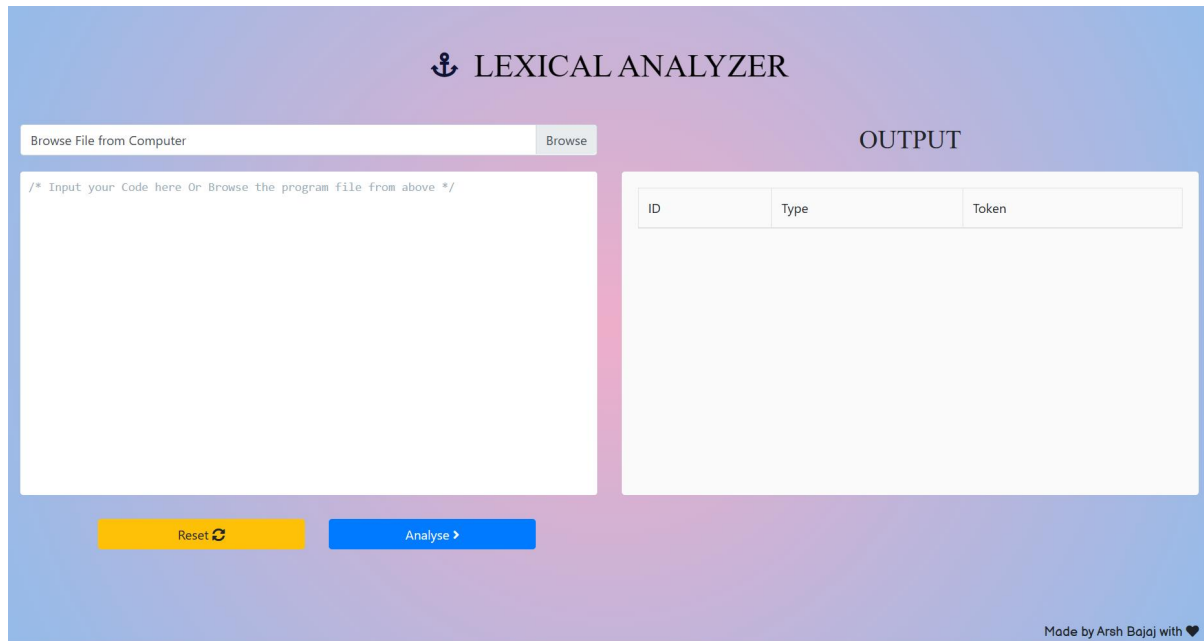 LEXICAL ANALYZER
Browse File from Computer Browse
OUTPUT
/* Input your Code here Or Browse the program file from above */
ID Type Token
Reset
Analyse
Made by Arsh Bajaj with